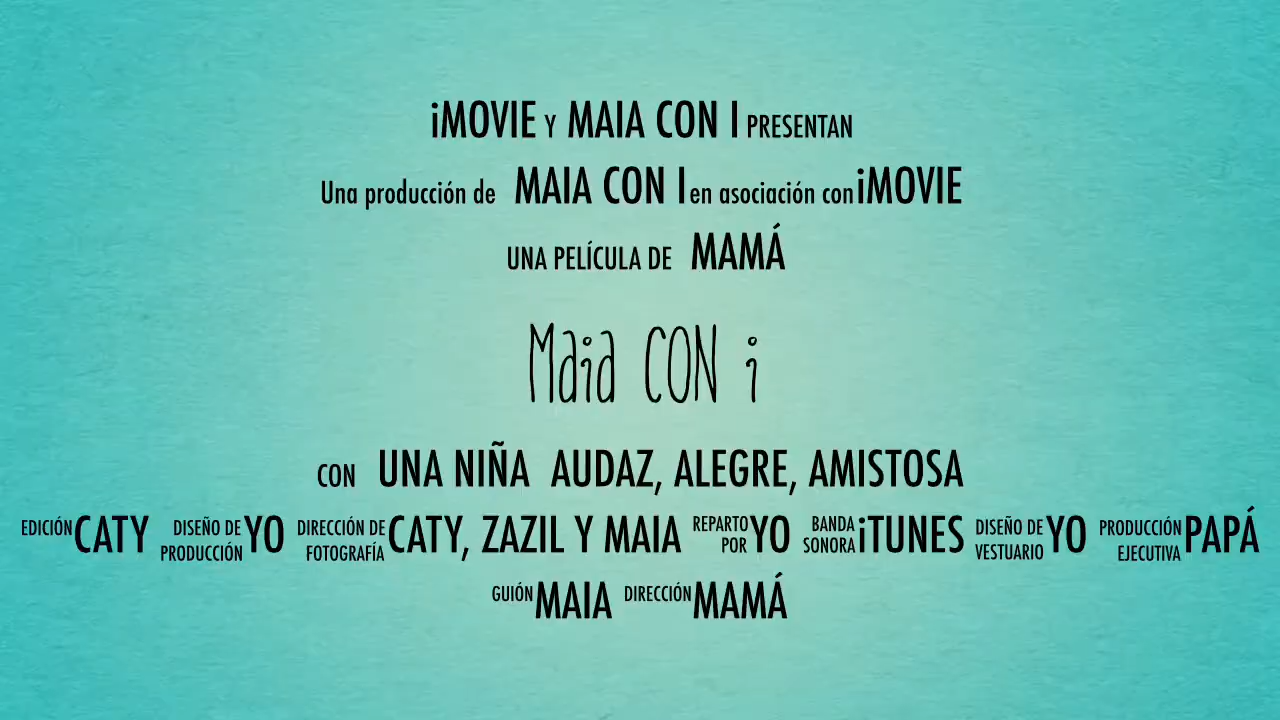 iMOVIE Y MAIA CON I PRESENTAN
Una producción de MAIA CON I en asociación con iMOVIE
UNA PELÍCULA DE MAMÁ
Maia CON i
CON UNA NIÑA AUDAZ, ALEGRE, AMISTOSA
EDICIÓN CATY DISEÑO DE PRODUCCIÓN YO DIRECCIÓN DE FOTOGRAFÍA CATY, ZAZIL Y MAIA REPARTO POR YO BANDA SONORA iTUNES DISEÑO DE VESTUARIO YO PRODUCCIÓN EJECUTIVA PAPÁ
GUIÓN MAIA DIRECCIÓN MAMÁ